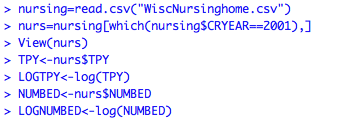 > nursing=read.csv("WiscNursinghome.csv")
> nurs=nursing[which(nursing$CRYEAR==2001),]
> View(nurs)
> TPY<-nurs$TPY
> LOGTPY<-log(TPY)
> NUMBED<-nurs$NUMBED
> LOGNUMBED<-log(NUMBED)